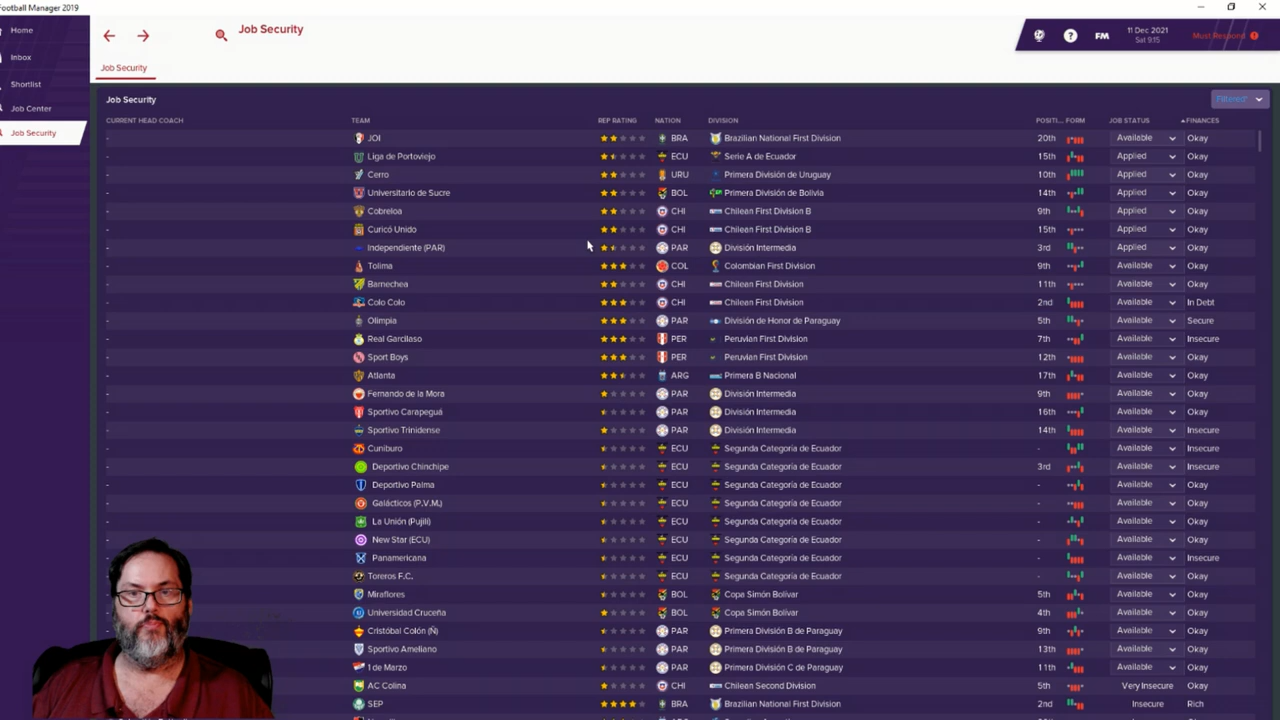 Football Manager 2019
Home
Inbox
Shortlist
Job Center
Job Security
Job Security
FM
11 Dec 2021
Sat 9:15
Must Respond
Job Security
Job Security
Filtered
CURRENT HEAD COACH TEAM REP RATING NATION DIVISION POSITI... FORM JOB STATUS FINANCES
- JOI BRA Brazilian National First Division 20th Available Okay
- Liga de Portoviejo ECU Serie A de Ecuador 15th Applied Okay
- Cerro URU Primera División de Uruguay 10th Applied Okay
- Universitario de Sucre BOL Primera División de Bolivia 14th Applied Okay
- Cobreloa CHI Chilean First Division B 9th Applied Okay
- Curicó Unido CHI Chilean First Division B 15th Applied Okay
- Independiente (PAR) PAR División Intermedia 3rd Applied Okay
- Tolima COL Colombian First Division 9th Available Okay
- Barnechea CHI Chilean First Division 11th Available Okay
- Colo Colo CHI Chilean First Division 2nd Available In Debt
- Olimpia PAR División de Honor de Paraguay 5th Available Secure
- Real Garcilaso PER Peruvian First Division 7th Available Insecure
- Sport Boys PER Peruvian First Division 12th Available Okay
- Atlanta ARG Primera B Nacional 17th Available Okay
- Fernando de la Mora PAR División Intermedia 9th Available Okay
- Sportivo Carapeguá PAR División Intermedia 16th Available Okay
- Sportivo Trinidense PAR División Intermedia 14th Available Insecure
- Cuniburo ECU Segunda Categoría de Ecuador - Available Insecure
- Deportivo Chinchipe ECU Segunda Categoría de Ecuador 3rd Available Insecure
- Deportivo Palma ECU Segunda Categoría de Ecuador - Available Okay
- Galácticos (P.V.M.) ECU Segunda Categoría de Ecuador - Available Okay
- La Unión (Pujilí) ECU Segunda Categoría de Ecuador - Available Okay
- New Star (ECU) ECU Segunda Categoría de Ecuador - Available Okay
- Panamericana ECU Segunda Categoría de Ecuador - Available Insecure
- Toreros F.C. ECU Segunda Categoría de Ecuador - Available Okay
- Miraflores BOL Copa Simón Bolívar 5th Available Okay
- Universidad Cruceña BOL Copa Simón Bolívar 4th Available Okay
- Cristóbal Colón (Ñ) PAR Primera División B de Paraguay 9th Available Okay
- Sportivo Ameliano PAR Primera División B de Paraguay 13th Available Okay
- 1 de Marzo PAR Primera División C de Paraguay 11th Available Okay
AC Colina CHI Chilean Second Division 5th Very Insecure Okay
SEP BRA Brazilian National First Division 2nd Insecure Rich